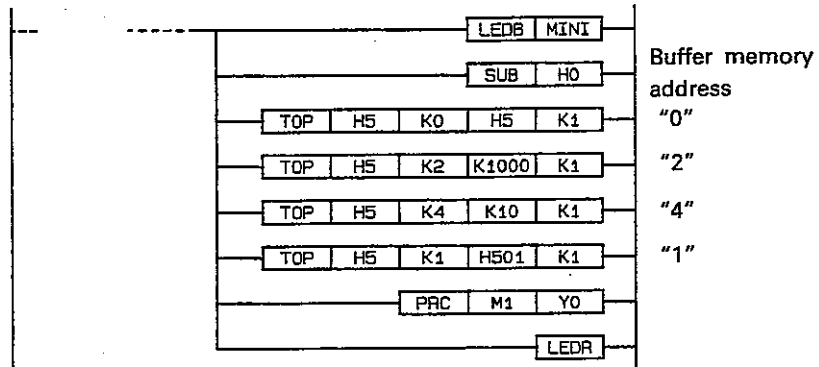 LEDB MINI
SUB H0
Buffer memory
address
TOP H5 K0 H5 K1 "0"
TOP H5 K2 K1000 K1 "2"
TOP H5 K4 K10 K1 "4"
TOP H5 K1 H501 K1 "1"
PRC M1 Y0
LEDR